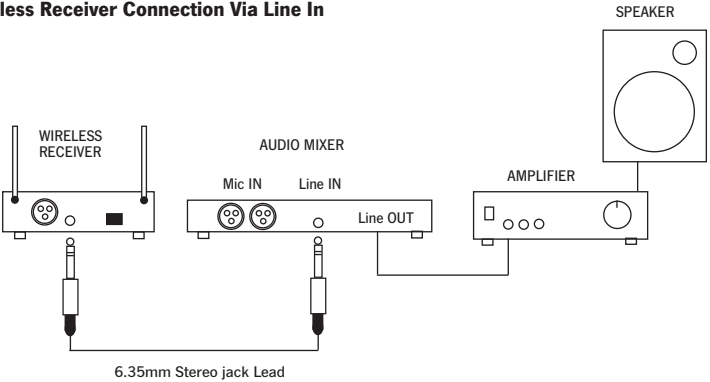 less Receiver Connection Via Line In
SPEAKER
WIRELESS
RECEIVER
AUDIO MIXER
AMPLIFIER
Mic IN
Line IN
Line OUT
6.35mm Stereo jack Lead